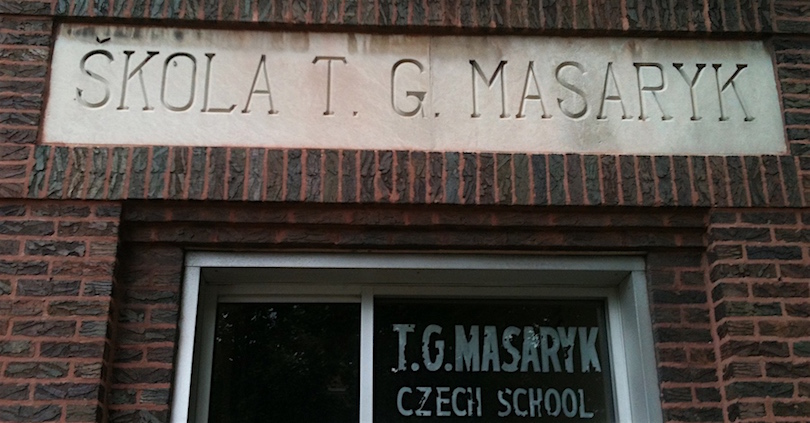 ŠKOLA T. G. MASARYK
T.G.MASARYK
CZECH SCHOOL